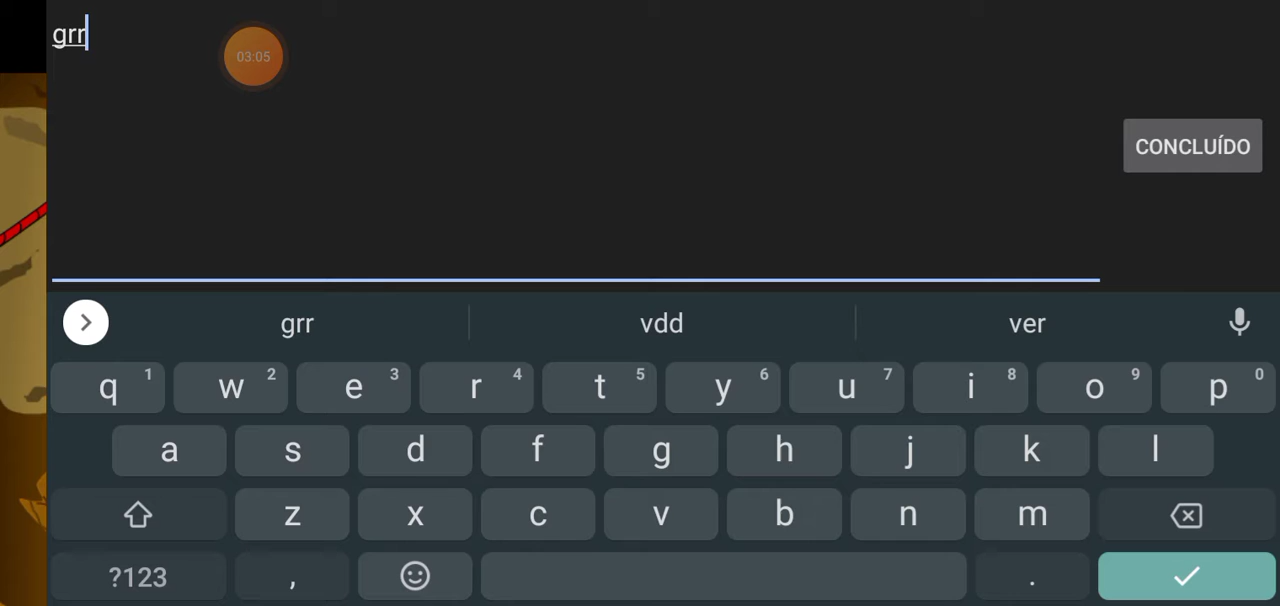 grr
03:05
CONCLUÍDO
grr vdd ver
q 1 w 2 e 3 r 4 t 5 y 6 u 7 i 8 o 9 p 0
a s d f g h j k l
z x c v b n m
?123 , .